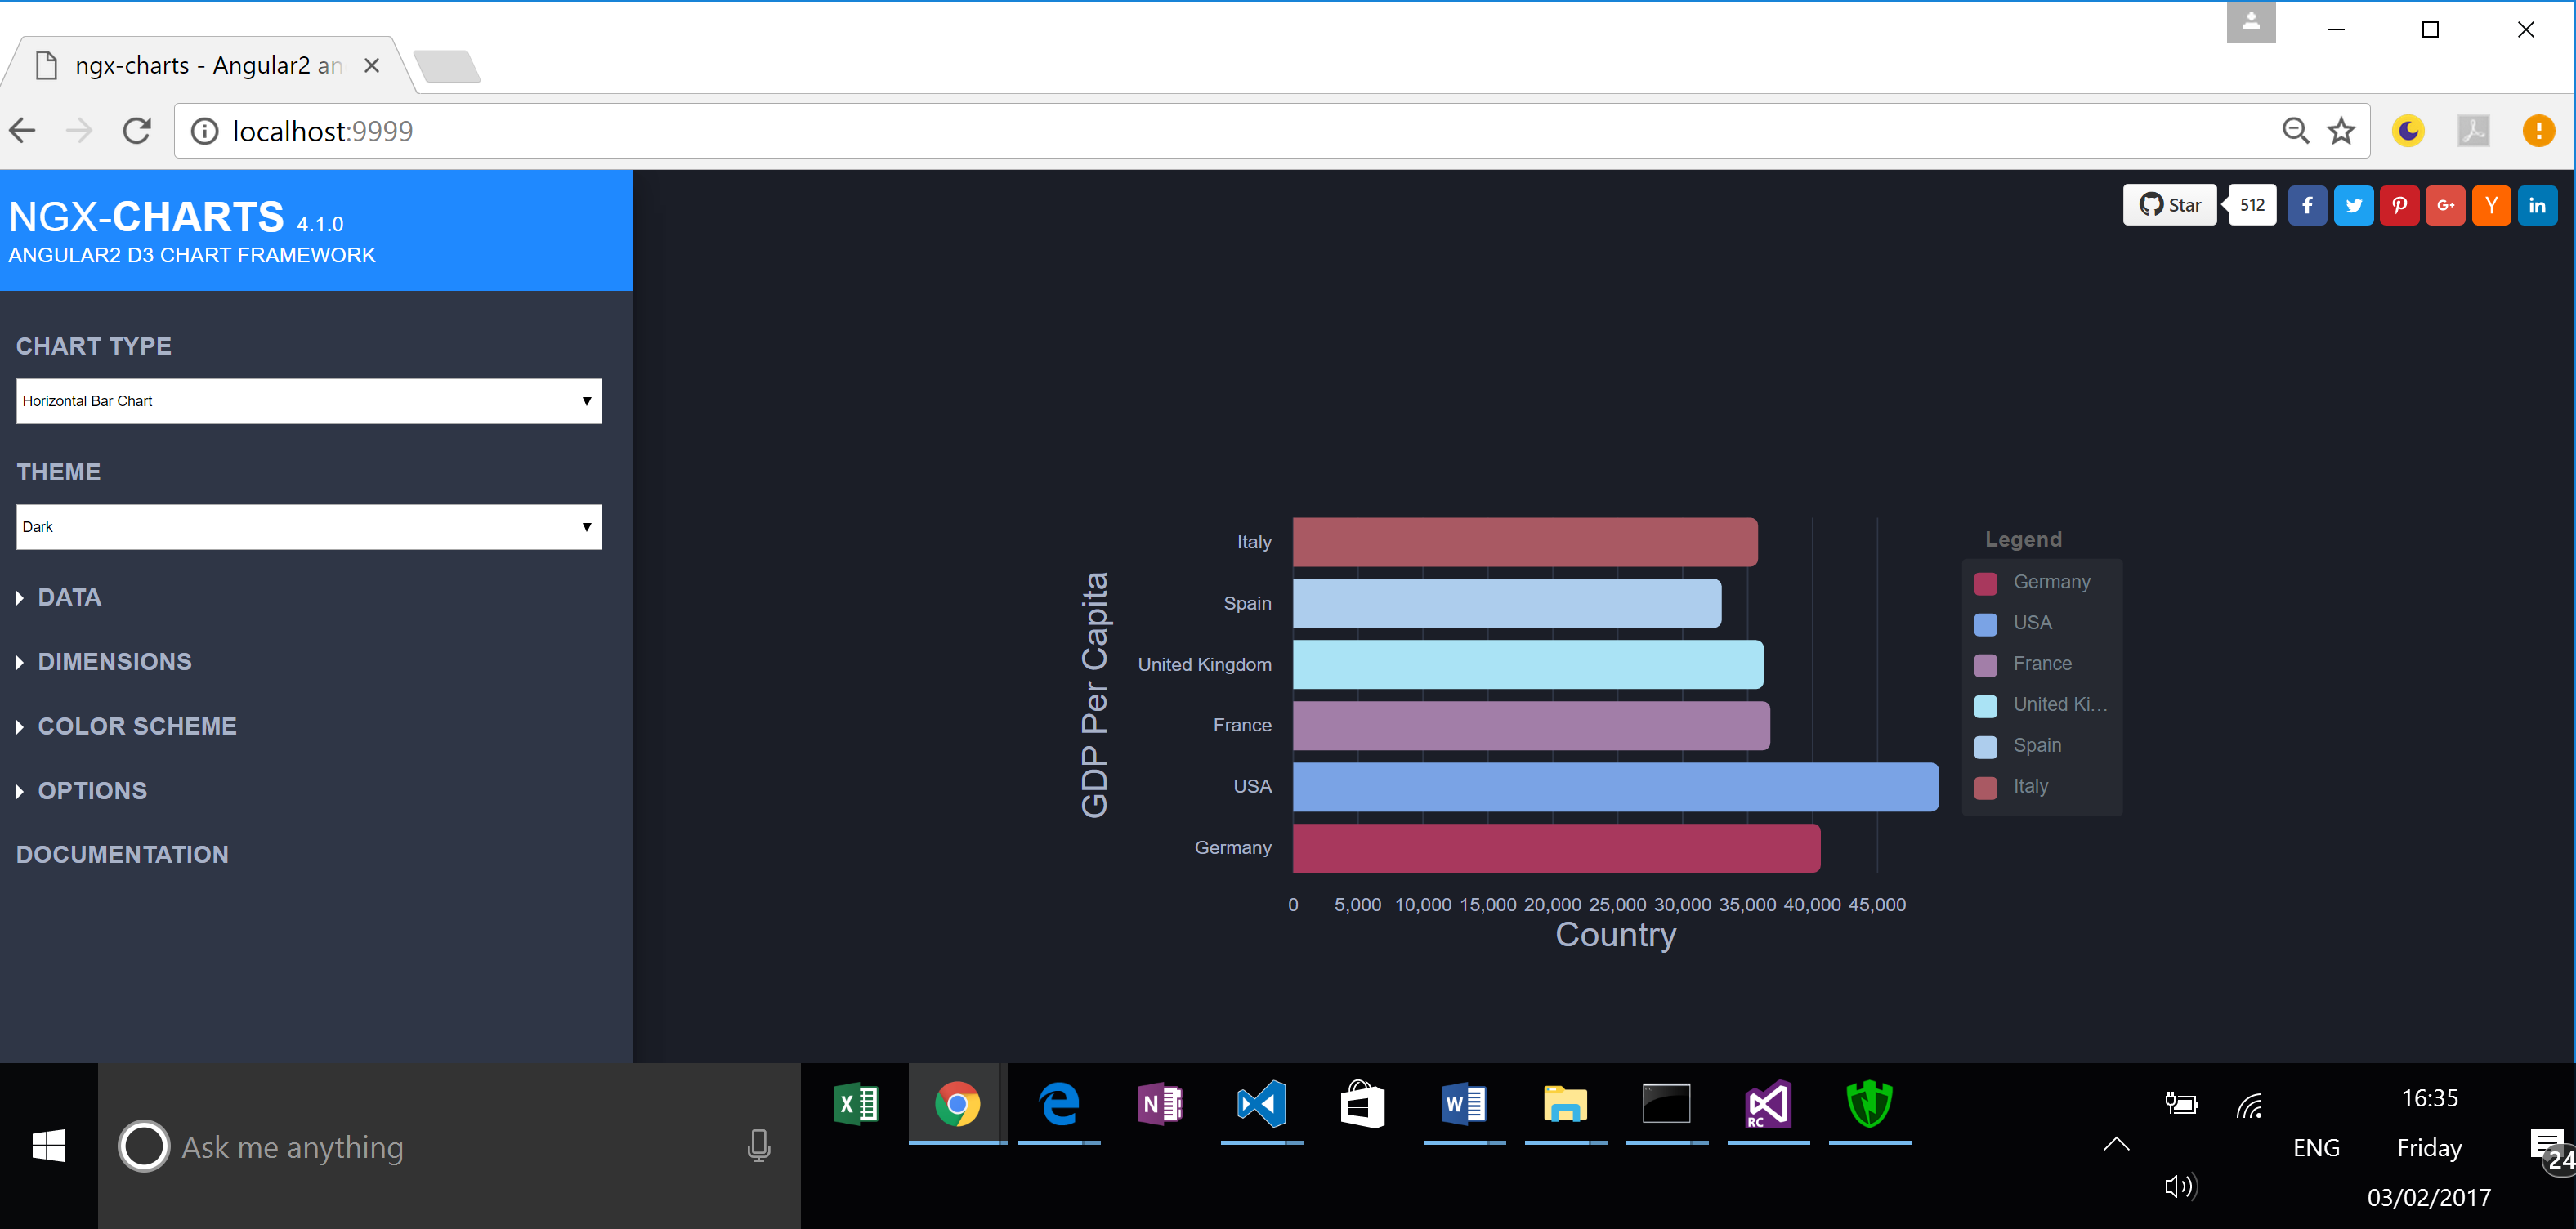 ngx-charts - Angular2 an
localhost:9999
NGX-CHARTS 4.1.0
ANGULAR2 D3 CHART FRAMEWORK
Star 512
CHART TYPE
Horizontal Bar Chart
THEME
Dark
DATA
DIMENSIONS
COLOR SCHEME
OPTIONS
DOCUMENTATION
GDP Per Capita
Italy
Spain
United Kingdom
France
USA
Germany
0 5,000 10,000 15,000 20,000 25,000 30,000 35,000 40,000 45,000
Country
Legend
Germany
USA
France
United Ki...
Spain
Italy
Ask me anything
RC
ENG
16:35
Friday
03/02/2017
24